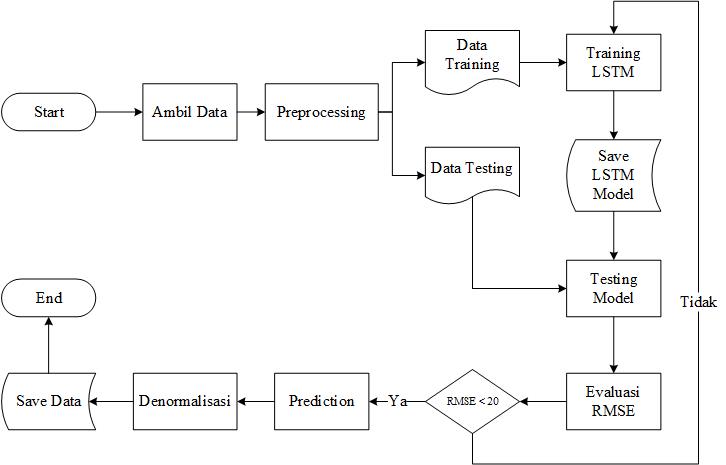 Start
Ambil Data
Preprocessing
Data
Training
Data Testing
Training
LSTM
Save
LSTM
Model
Testing
Model
Tidak
Evaluasi
RMSE
RMSE < 20
Ya
Prediction
Denormalisasi
Save Data
End